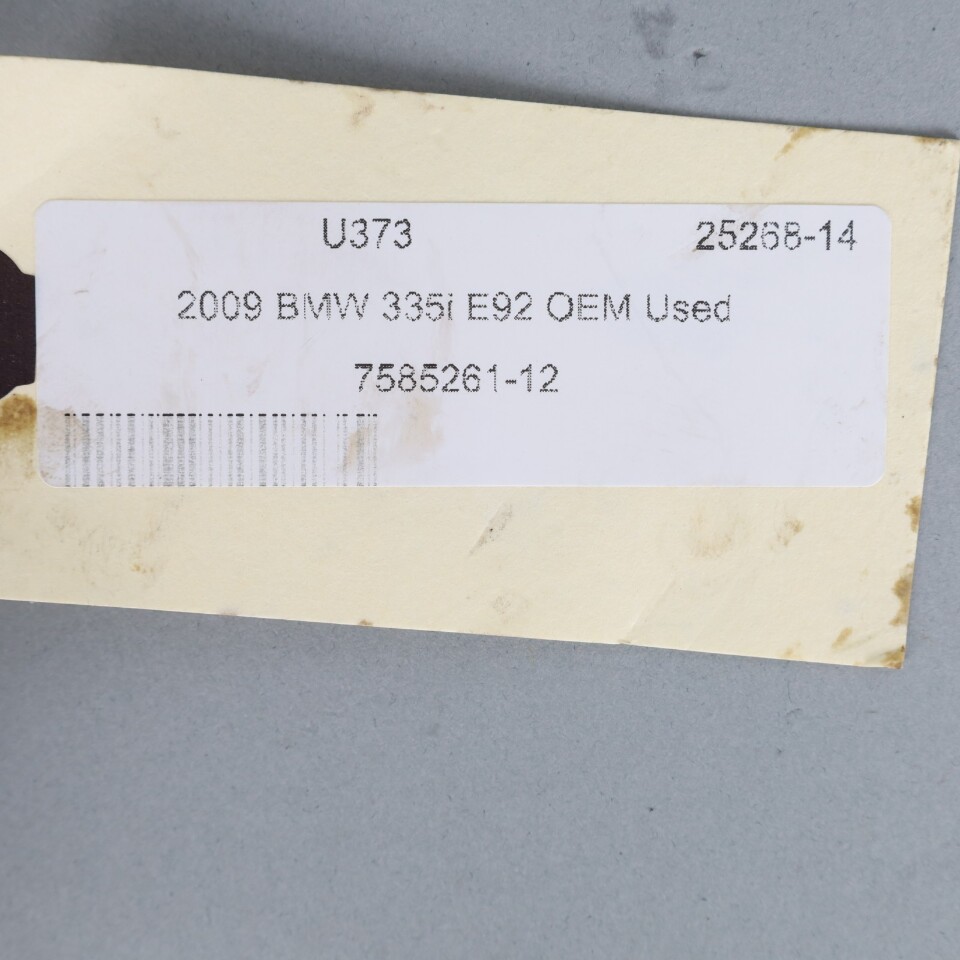 U373 25268-14
2009 BMW 335i E92 OEM Used
7585261-12